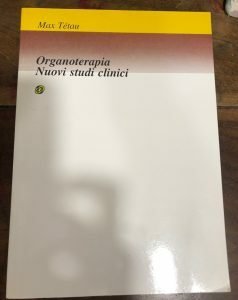 Max Tétau
Organoterapia
Nuovi studi clinici